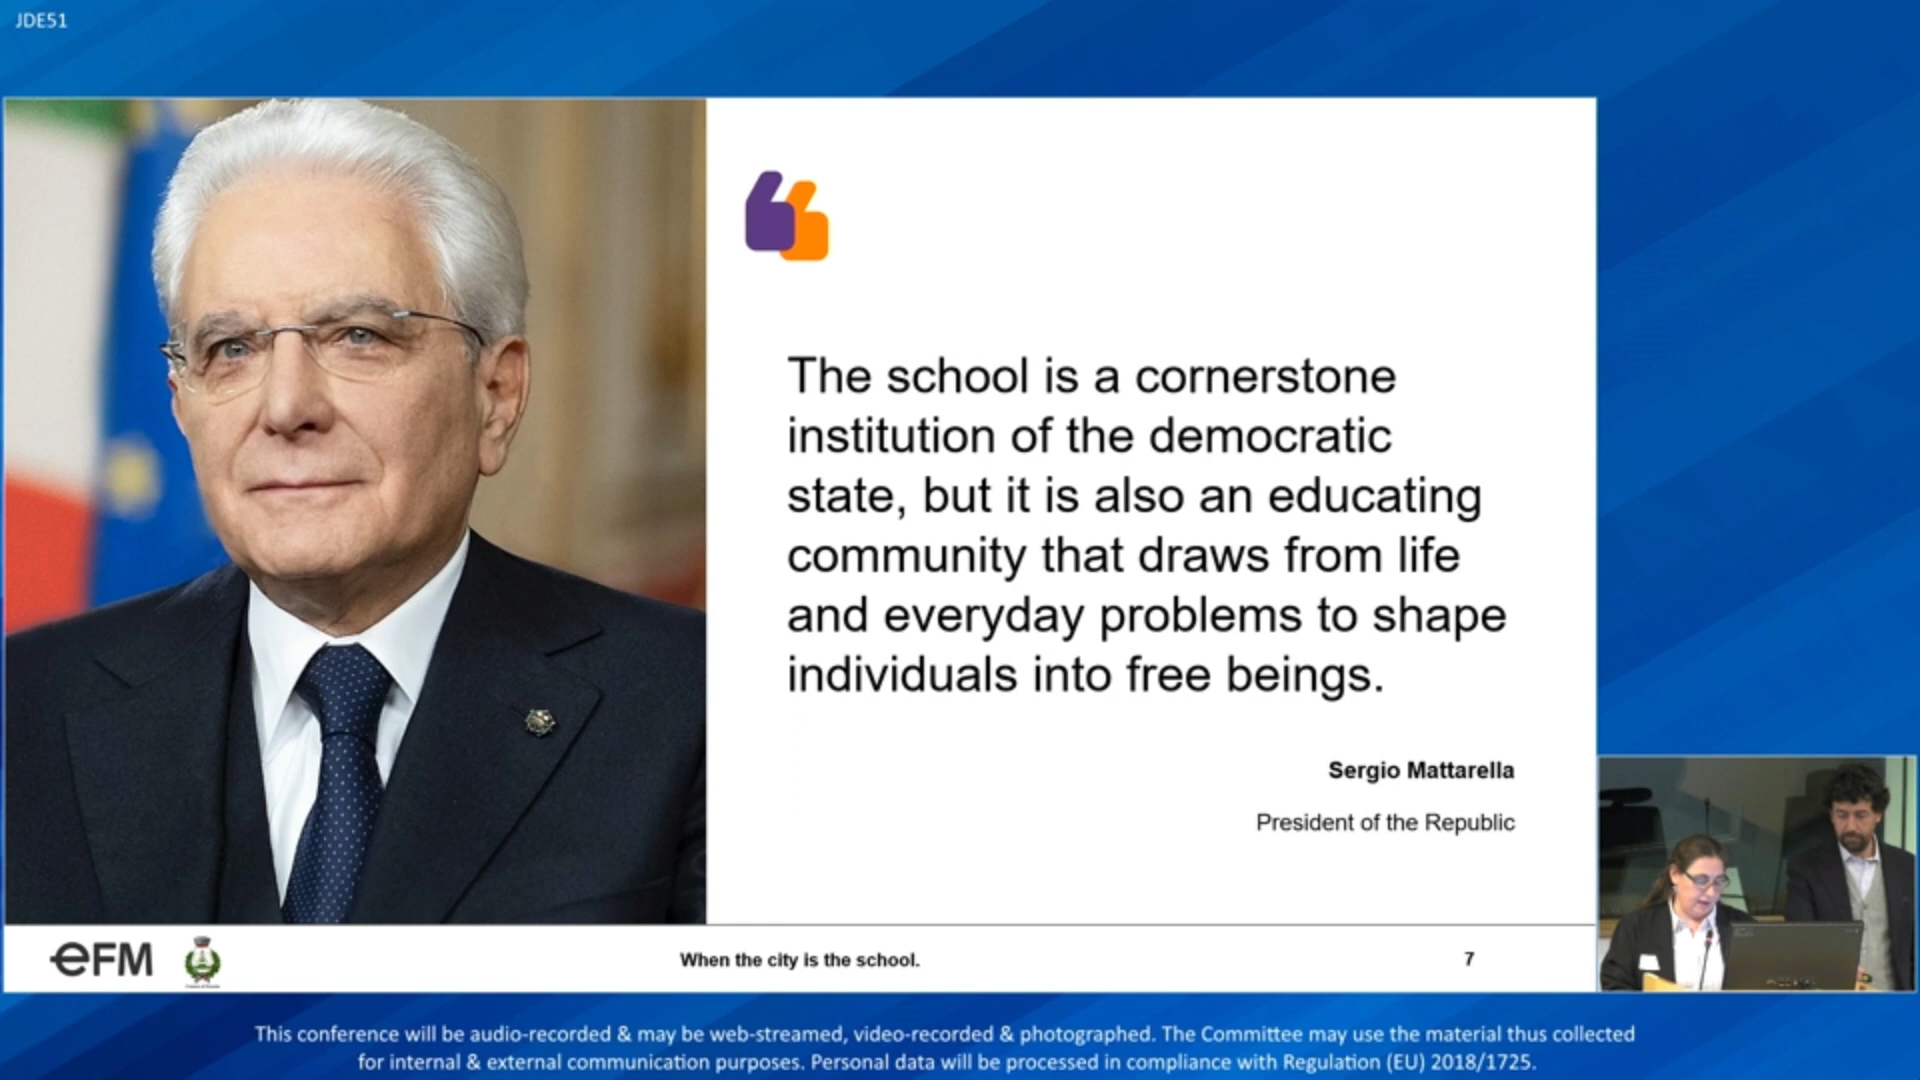 JDE51
The school is a cornerstone
institution of the democratic
state, but it is also an educating
community that draws from life
and everyday problems to shape
individuals into free beings.
Sergio Mattarella
President of the Republic
eFM
When the city is the school.
7
This conference will be audio-recorded & may be web-streamed, video-recorded & photographed. The Committee may use the material thus collected
for internal & external communication purposes. Personal data will be processed in compliance with Regulation (EU) 2018/1725.